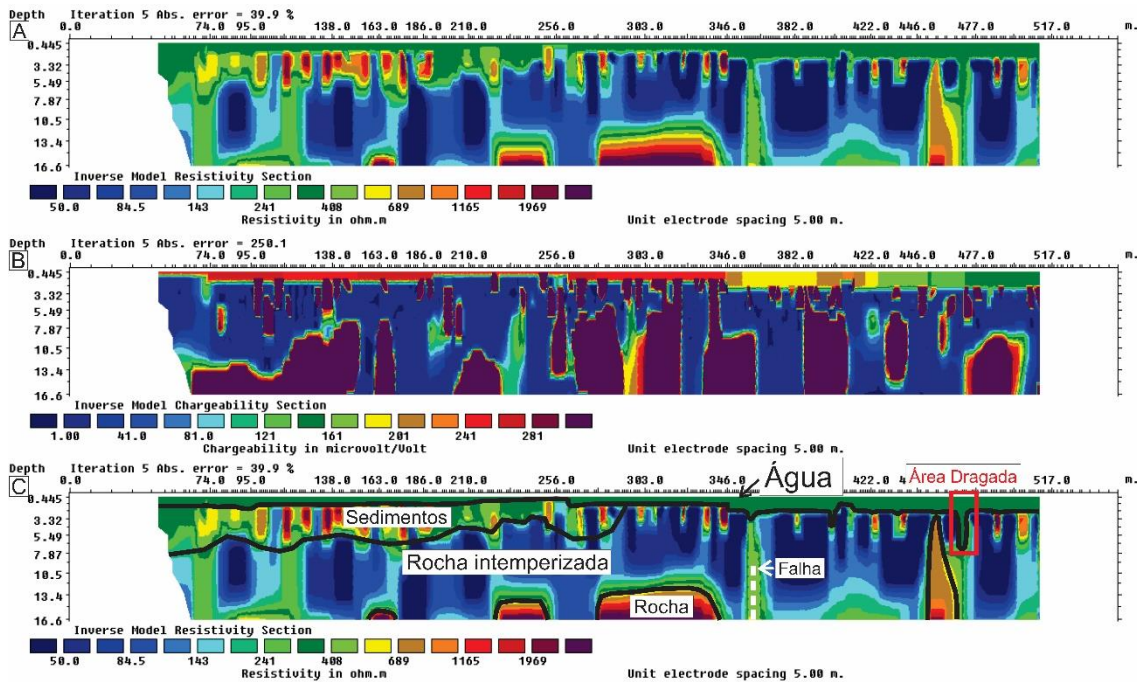 Depth Iteration 5 Abs. error = 39.9 %
A 0.0 74.0 95.0 138.0 163.0 210.0 256.0 303.0 346.0 382.0 422.0 446.0 477.0 517.0 m.
0.445
3.32
5.49
7.87
10.5
13.4
16.6
Inverse Model Resistivity Section
50.0 84.5 143 241 408 689 1165 1969
Resistivity in ohm.m Unit electrode spacing 5.00 m.
Depth Iteration 5 Abs. error = 250.1
B 0.0 74.0 95.0 138.0 163.0 210.0 256.0 303.0 346.0 382.0 422.0 446.0 477.0 517.0 m.
0.445
3.32
5.49
7.87
10.5
13.4
16.6
Inverse Model Chargeability Section
1.00 41.0 81.0 121 161 201 241 281
Chargeability in microvolt/Volt Unit electrode spacing 5.00 m.
Depth Iteration 5 Abs. error = 39.9 %
C 0.0 74.0 95.0 138.0 163.0 210.0 256.0 303.0 346.0 422.0 477.0 517.0 m.
Água
Área Dragada
0.445
3.32
5.49
7.87
10.5
13.4
16.6
Sedimentos
Rocha intemperizada
Falha
Rocha
Inverse Model Resistivity Section
50.0 84.5 143 241 408 689 1165 1969
Resistivity in ohm.m Unit electrode spacing 5.00 m.